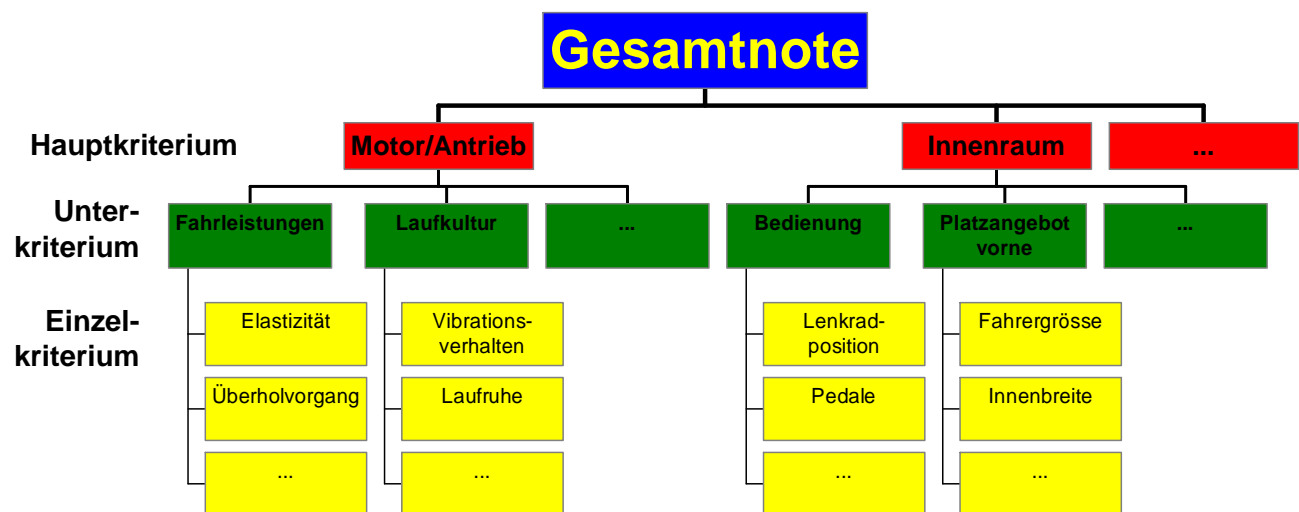 Gesamtnote
Hauptkriterium
Motor/Antrieb
Innenraum
...
Unter-
kriterium
Fahrleistungen
Laufkultur
...
Bedienung
Platzangebot
vorne
...
Einzel-
kriterium
Elastizität
Vibrations-
verhalten
Lenkrad-
position
Fahrergrösse
Überholvorgang
Laufruhe
Pedale
Innenbreite
...
...
...
...